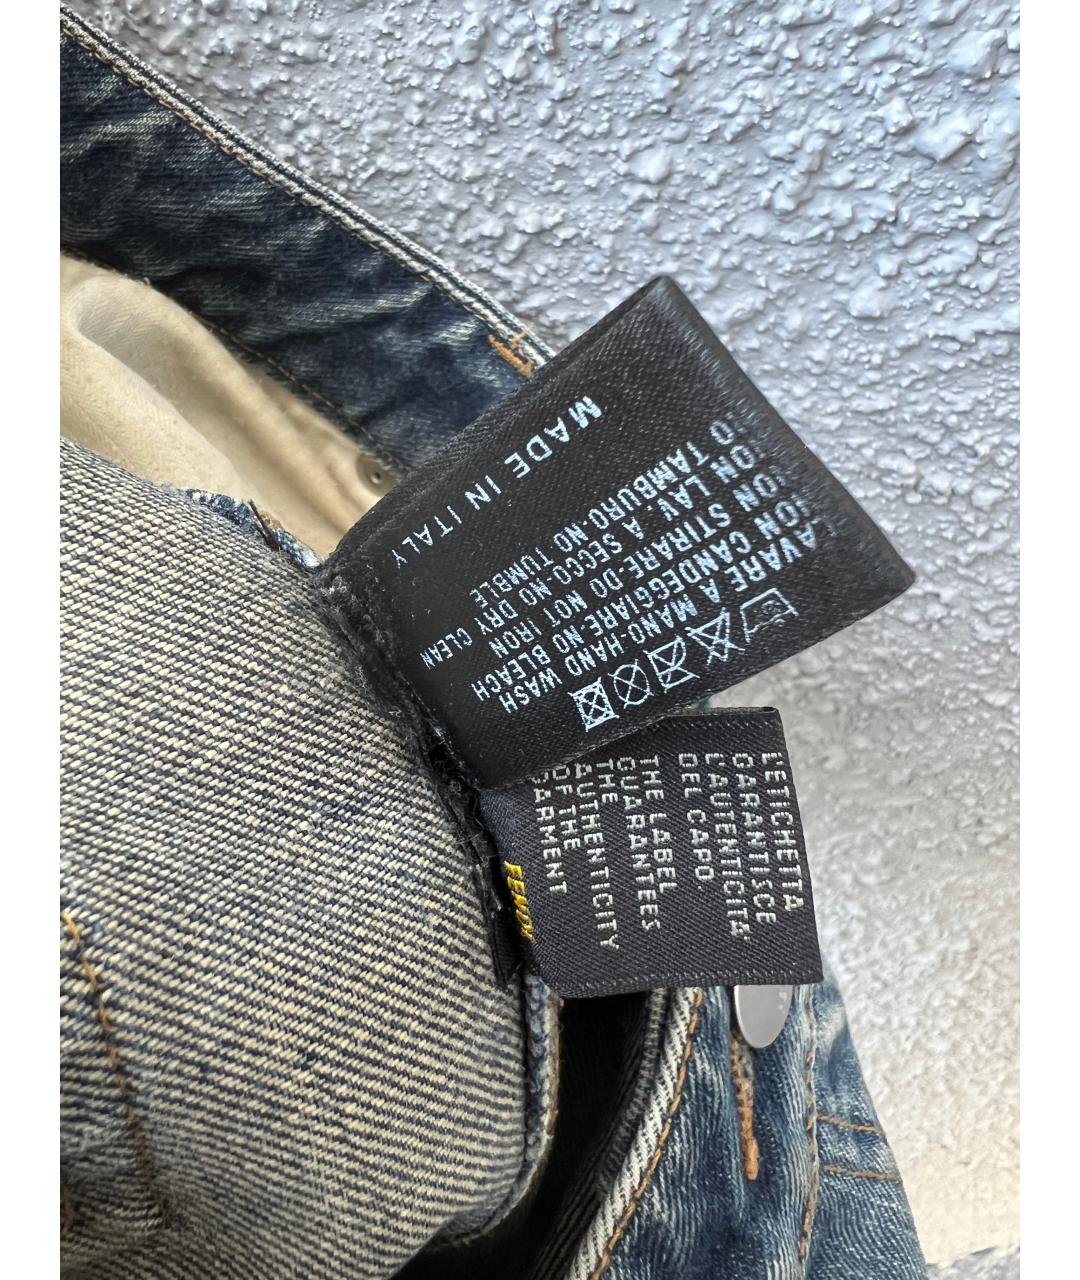 LAVARE A MANO-HAND WASH
NON CANDEGGIARE-NO BLEACH
NON STIRARE-DO NOT IRON
NON LAV. A SECCO-NO DRY CLEAN
NO TAMBURO-NO TUMBLE
MADE IN ITALY
L'ETICHETTA
GARANTISCE
L'AUTENTICITA'
DEL CAPO.
THE LABEL
GUARANTEES
THE
AUTHENTICITY
OF THE
GARMENT